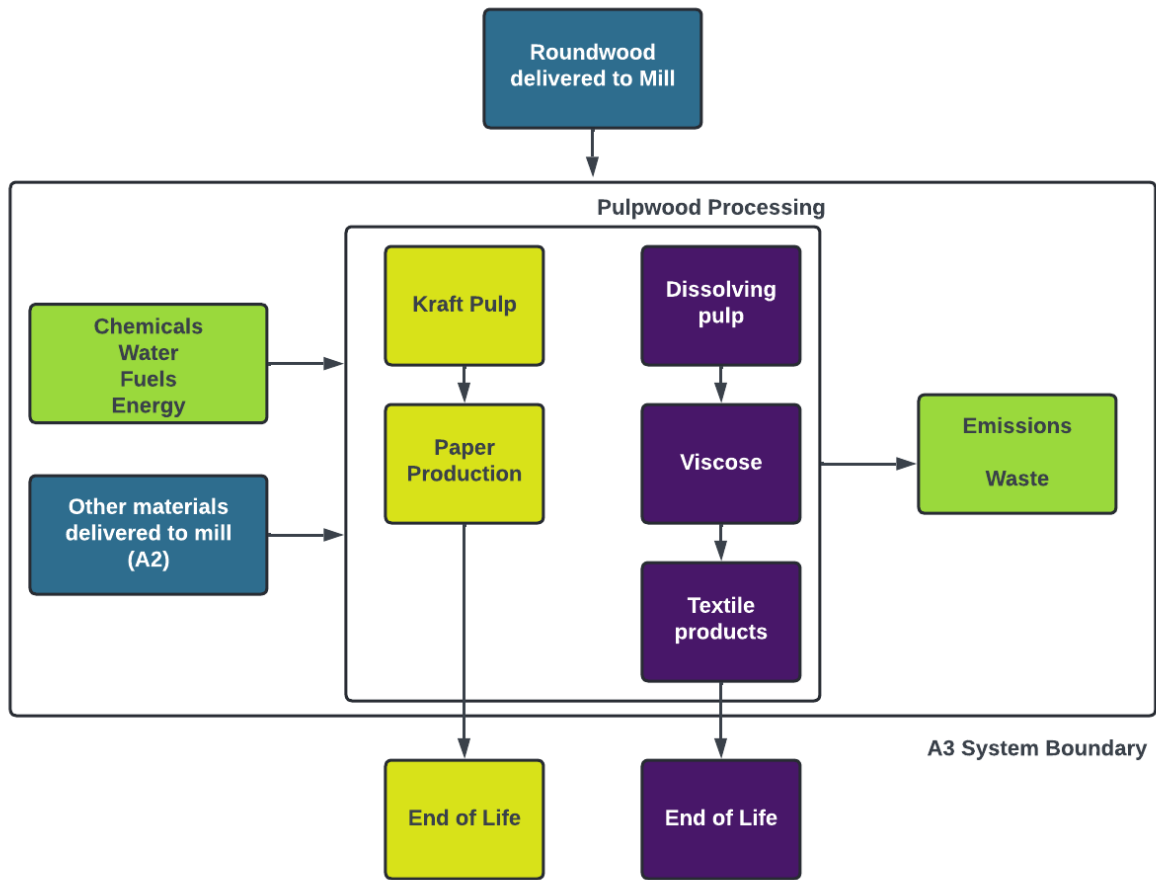 Roundwood
delivered to Mill
Pulpwood Processing
Kraft Pulp
Dissolving
pulp
Chemicals
Water
Fuels
Energy
Paper
Production
Viscose
Emissions
Waste
Other materials
delivered to mill
(A2)
Textile
products
A3 System Boundary
End of Life
End of Life